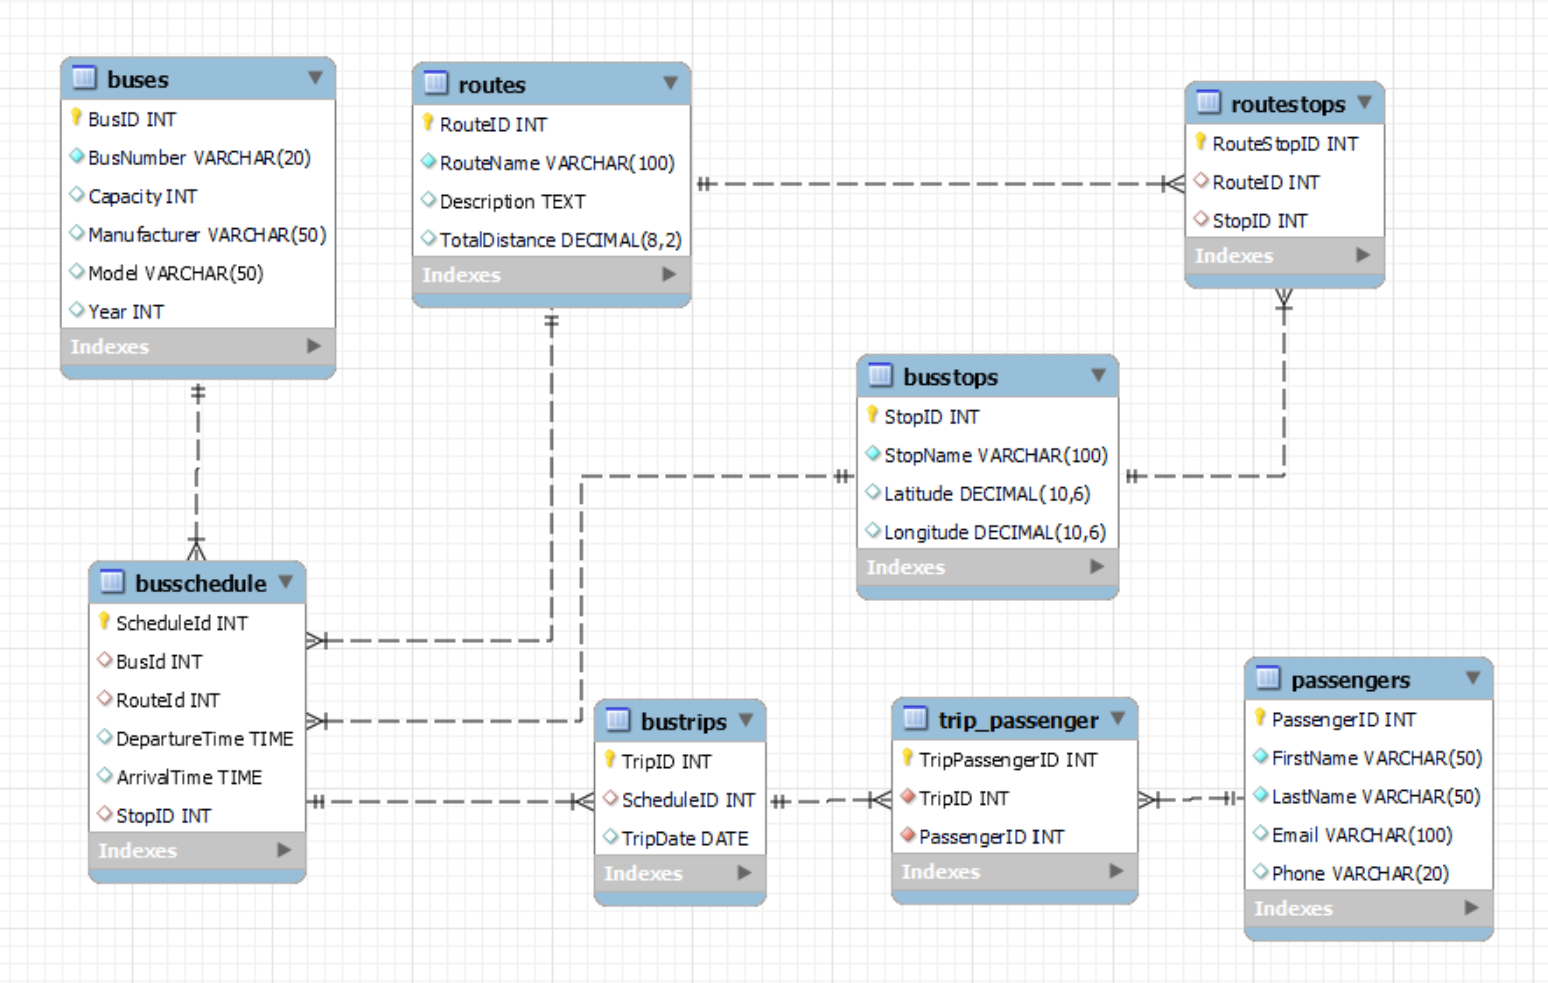 buses
BusID INT
BusNumber VARCHAR(20)
Capacity INT
Manufacturer VARCHAR(50)
Model VARCHAR(50)
Year INT
Indexes
routes
RouteID INT
RouteName VARCHAR(100)
Description TEXT
TotalDistance DECIMAL(8,2)
Indexes
routestops
RouteStopID INT
RouteID INT
StopID INT
Indexes
busstops
StopID INT
StopName VARCHAR(100)
Latitude DECIMAL(10,6)
Longitude DECIMAL(10,6)
Indexes
busschedule
ScheduleId INT
BusId INT
RouteId INT
DepartureTime TIME
ArrivalTime TIME
StopID INT
Indexes
bustrips
TripID INT
ScheduleID INT
TripDate DATE
Indexes
trip_passenger
TripPassengerID INT
TripID INT
PassengerID INT
Indexes
passengers
PassengerID INT
FirstName VARCHAR(50)
LastName VARCHAR(50)
Email VARCHAR(100)
Phone VARCHAR(20)
Indexes